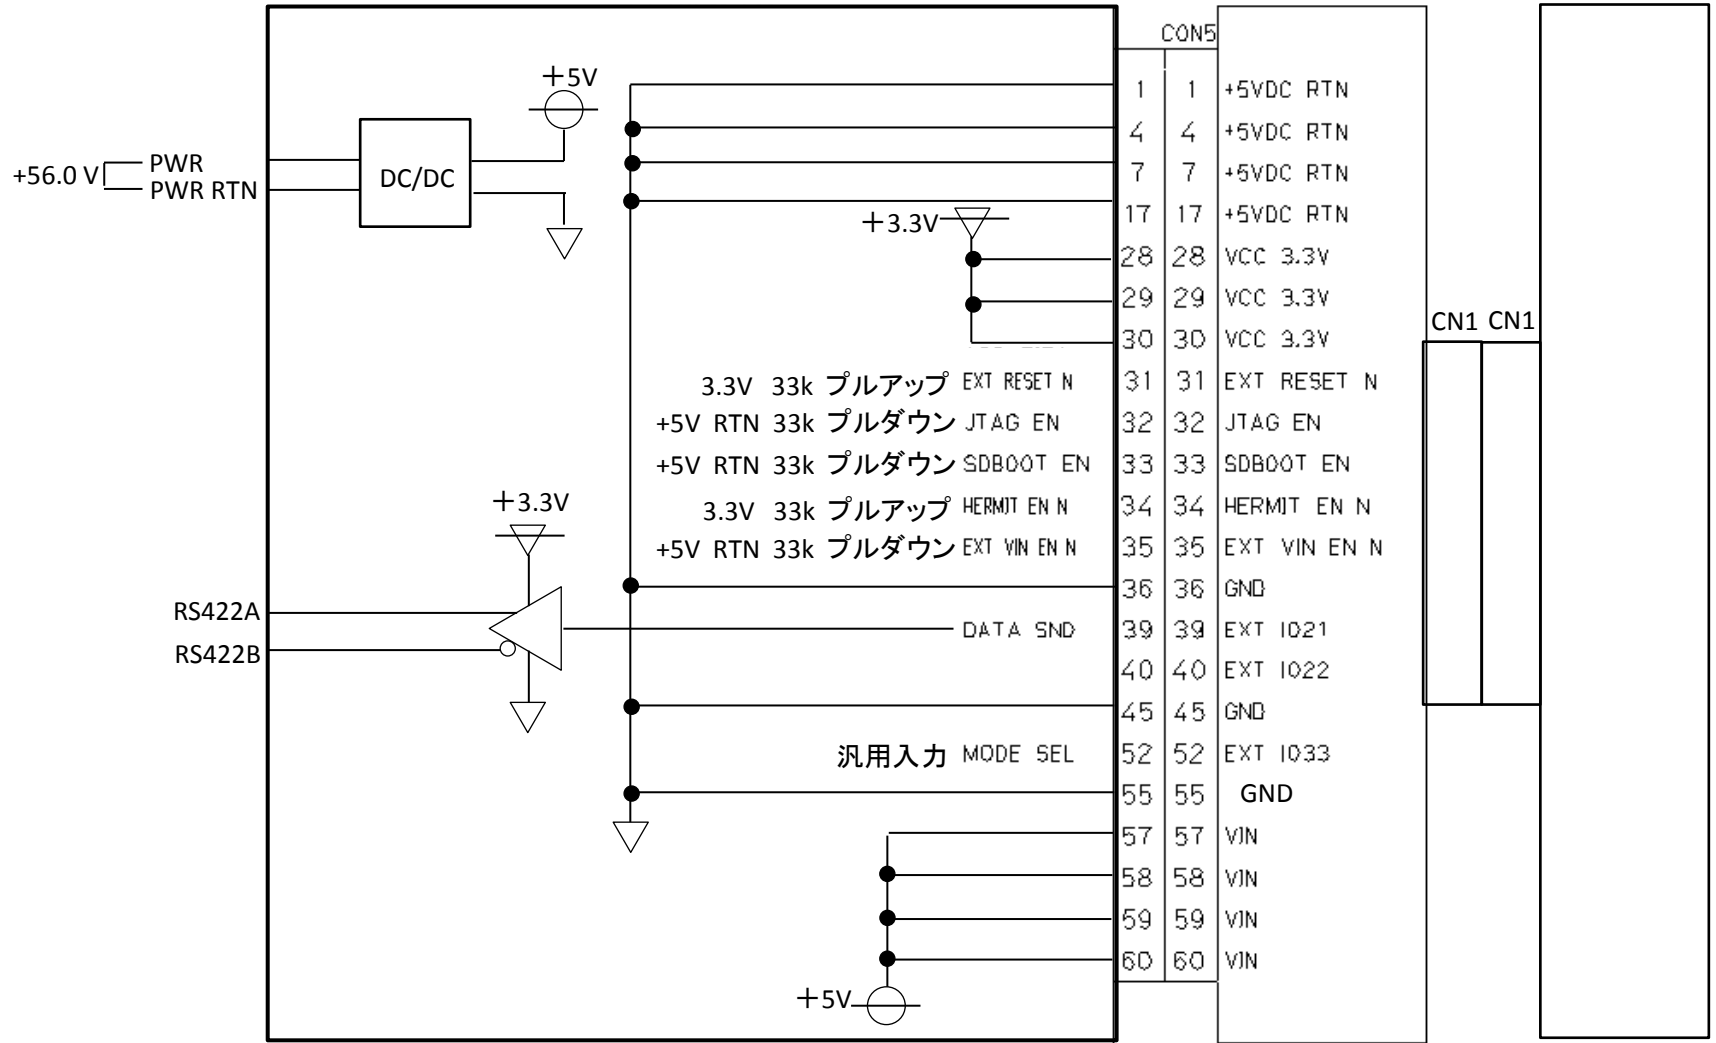 CON5
+5V
1 1 +5VDC RTN
4 4 +5VDC RTN
+56.0 V
PWR
PWR RTN
DC/DC
7 7 +5VDC RTN
+3.3V
17 17 +5VDC RTN
28 28 VCC 3.3V
29 29 VCC 3.3V
CN1 CN1
30 30 VCC 3.3V
3.3V 33k プルアップ EXT RESET N 31 31 EXT RESET N
+5V RTN 33k プルダウン JTAG EN 32 32 JTAG EN
+5V RTN 33k プルダウン SDBOOT EN 33 33 SDBOOT EN
+3.3V
3.3V 33k プルアップ HERMIT EN N 34 34 HERMIT EN N
+5V RTN 33k プルダウン EXT VIN EN N 35 35 EXT VIN EN N
36 36 GND
RS422A
DATA SND 39 39 EXT IO21
RS422B
40 40 EXT IO22
45 45 GND
汎用入力 MODE SEL 52 52 EXT IO33
55 55 GND
57 57 VIN
58 58 VIN
59 59 VIN
60 60 VIN
+5V